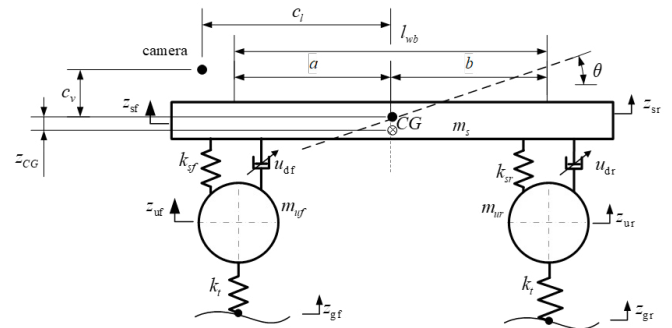 c_l
l_wb
camera
a
b
θ
c_v
z_sf
z_sr
CG
m_s
z_CG
k_sf
u_df
k_sr
u_dr
z_uf
m_uf
m_ur
z_ur
k_t
z_gf
k_t
z_gr